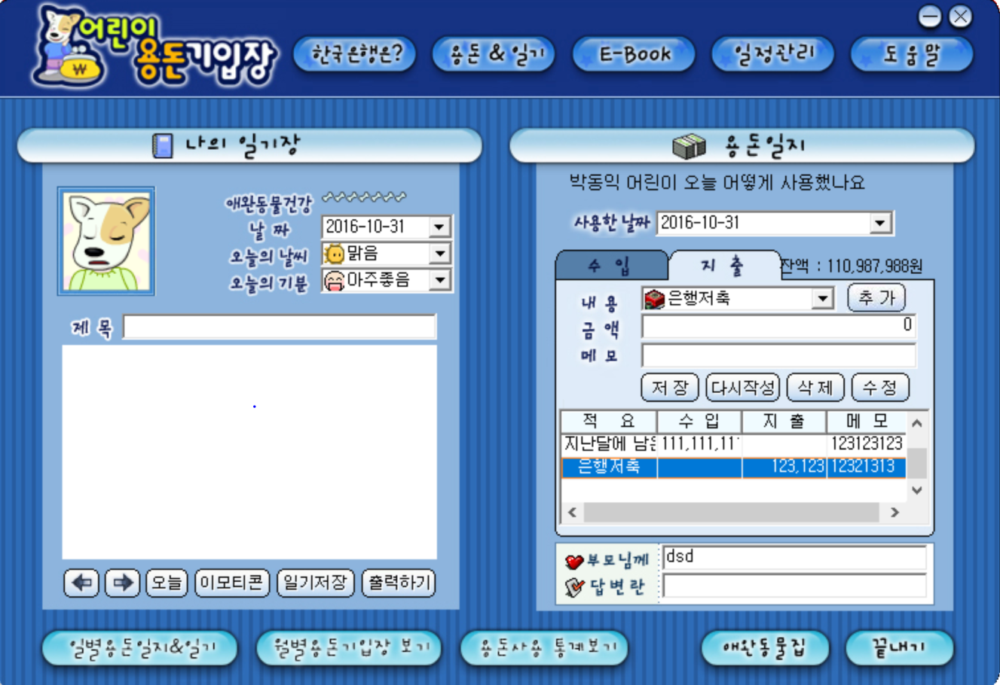 어린이
용돈기입장
한국은행은?
용돈 & 일기
E-Book
일정관리
도움말
나의 일기장
애완동물건강
날 짜 2016-10-31
오늘의 날씨 맑음
오늘의 기분 아주좋음
제 목
오늘 이모티콘 일기저장 출력하기
용돈일지
박동익 어린이 오늘 어떻게 사용했나요
사용한 날짜 2016-10-31
수 입 지 출 잔액 : 110,987,988원
내 용 은행저축 추 가
금 액 0
메 모
저 장 다시작성 삭 제 수 정
적 요 수 입 지 출 메 모
지난달에 111,111,11 123123123
은행저축 123,123 12321313
부모님께 dsd
답변란
일별용돈일지&일기
월별용돈기입장 보기
용돈사용 통계보기
애완동물집
끝내기